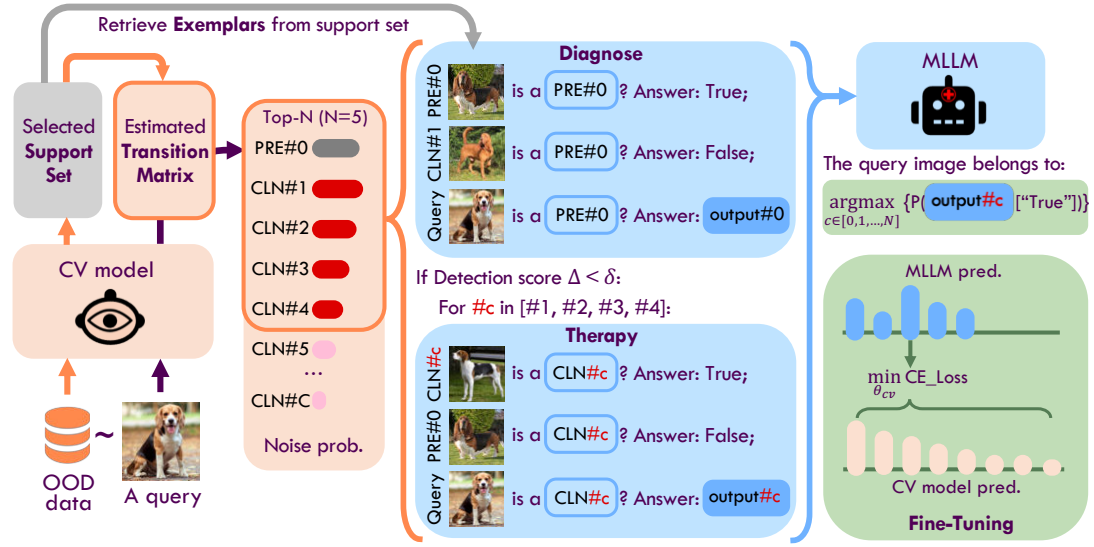 Retrieve Exemplars from support set
Selected
Support
Set
Estimated
Transition
Matrix
CV model
OOD
data
~
A query
Top-N (N=5)
PRE#0
CLN#1
CLN#2
CLN#3
CLN#4
CLN#5
...
CLN#C
Noise prob.
Diagnose
PRE#0 is a PRE#0 ? Answer: True;
CLN#1 is a PRE#0 ? Answer: False;
Query is a PRE#0 ? Answer: output#0
If Detection score Δ < δ:
For #c in [#1, #2, #3, #4]:
Therapy
CLN#c is a CLN#c ? Answer: True;
PRE#0 is a CLN#c ? Answer: False;
Query is a CLN#c ? Answer: output#c
MLLM
The query image belongs to:
argmax {P( output#c ["True"])}
c∈[0,1,...,N]
MLLM pred.
min CE_Loss
θcv
CV model pred.
Fine-Tuning